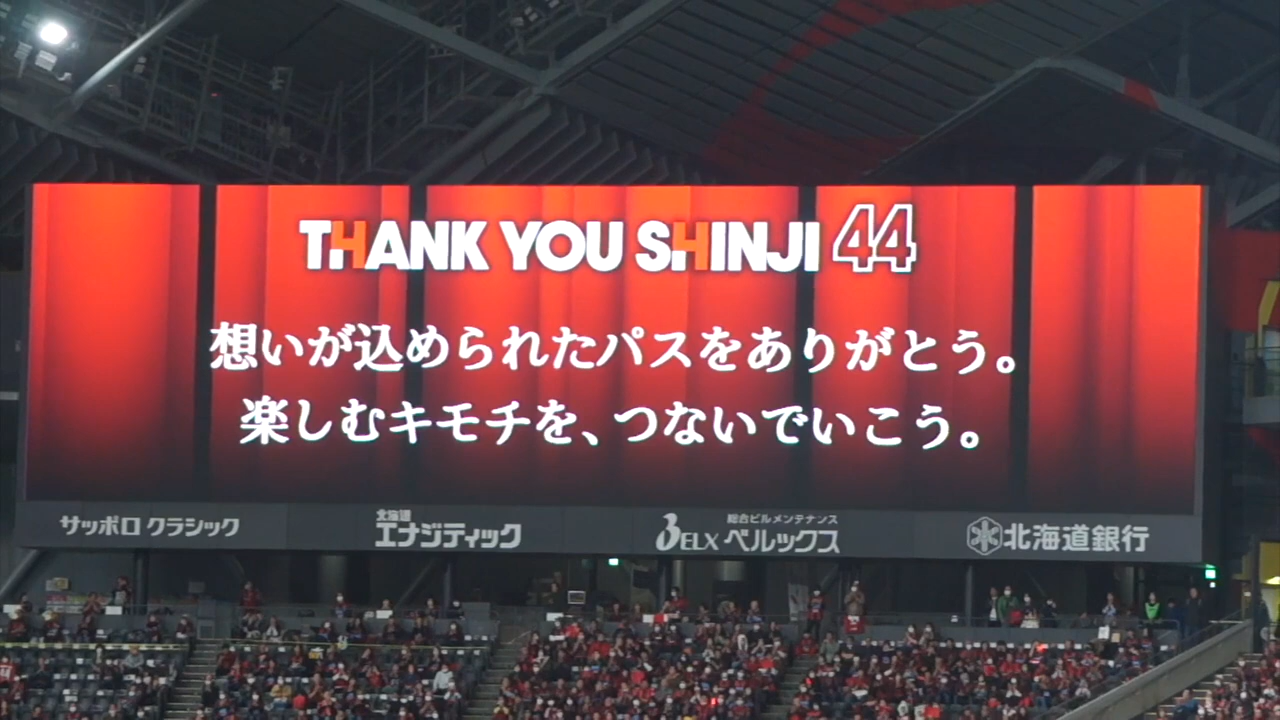 THANK YOU SHINJI 44
想いが込められたパスをありがとう。
楽しむキモチを、つないでいこう。
サッポロ クラシック
北海道
エナジティック
BELX
総合ビルメンテナンス
ベルックス
北海道銀行